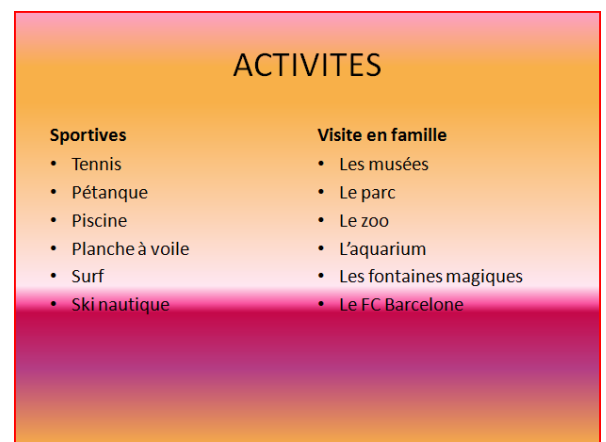 ACTIVITES
Sportives
• Tennis
• Pétanque
• Piscine
• Planche à voile
• Surf
• Ski nautique
Visite en famille
• Les musées
• Le parc
• Le zoo
• L’aquarium
• Les fontaines magiques
• Le FC Barcelone